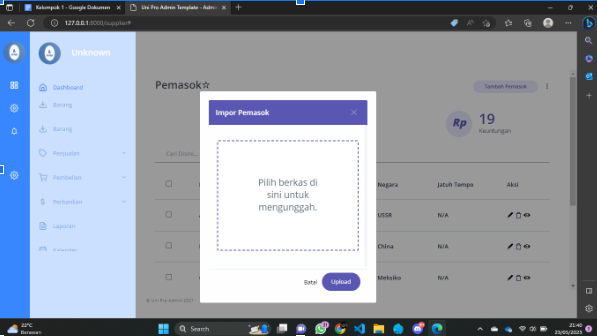 Kelompok 1 - Google Dokumen
Uni Pro Admin Template - Admi
127.0.0.1:8000/supplier#
Unknown
Dashboard
Barang
Barang
Penjualan
Pembelian
Perbankan
Laporan
Kalender
Pemasok☆
Tambah Pemasok
Rp
19
Keuntungan
Cari Disini...
Impor Pemasok
Pilih berkas di
sini untuk
mengunggah.
Batal
Upload
Negara
Jatuh Tempo
Aksi
USSR
N/A
China
N/A
Meksiko
N/A
© Uni Pro Admin 2021
22°C
Berawan
Search
21:40
23/05/2023